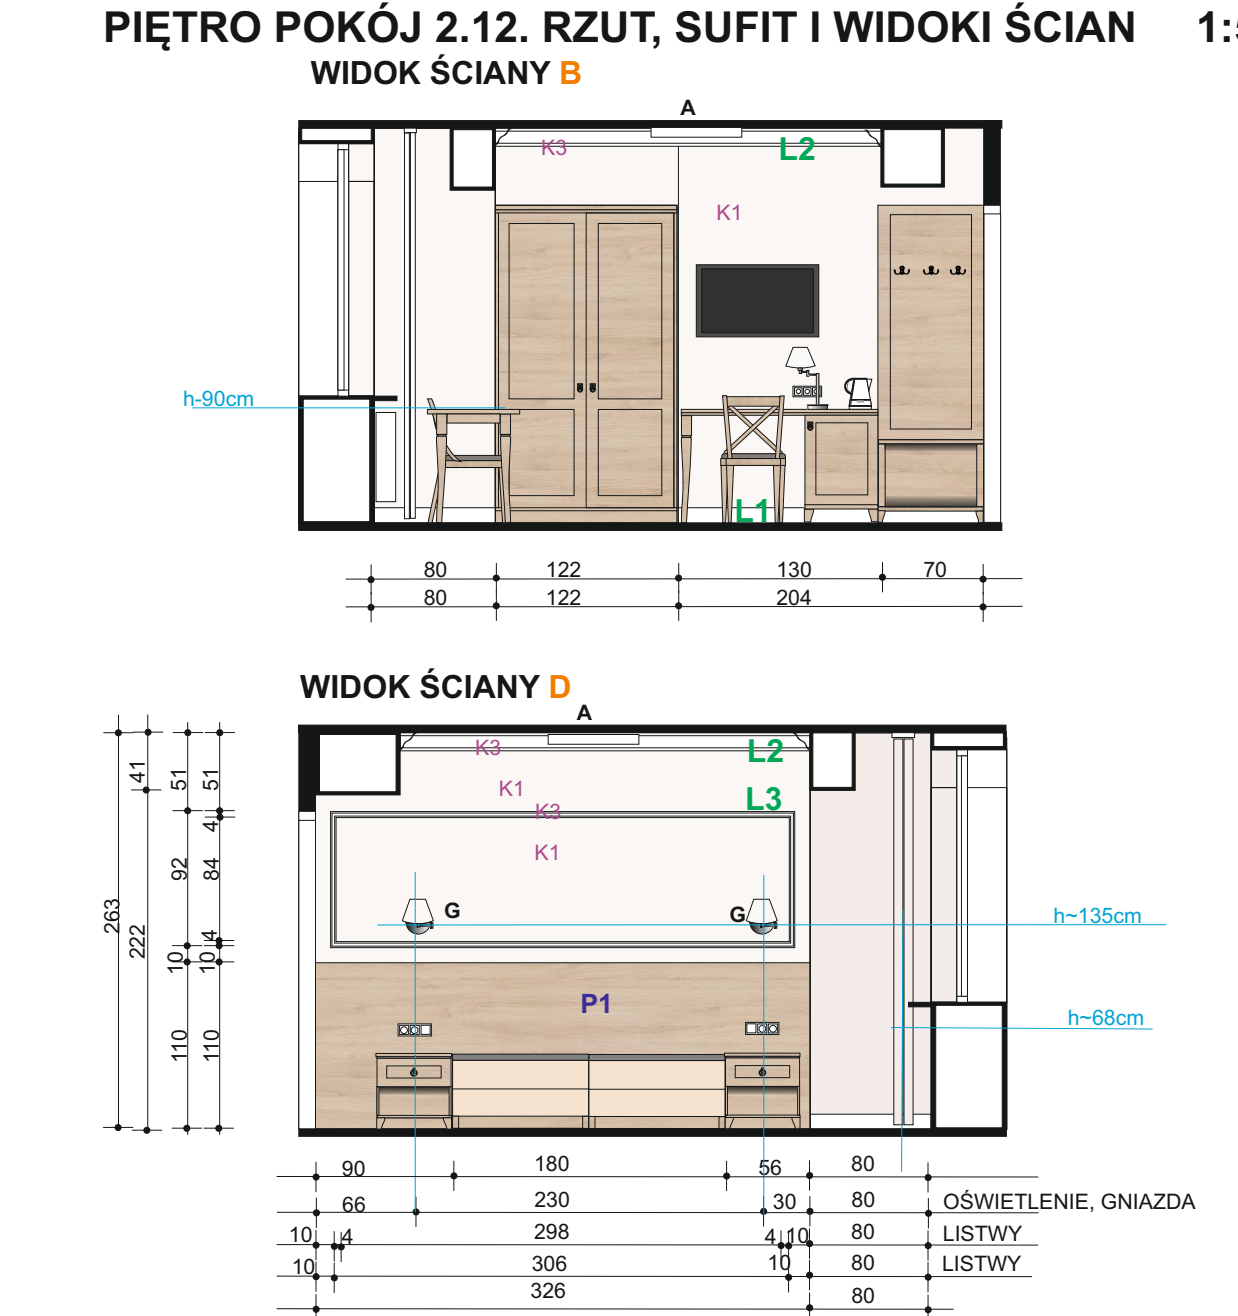 PIĘTRO POKÓJ 2.12. RZUT, SUFIT I WIDOKI ŚCIAN 1:5
WIDOK ŚCIANY B
A
K3 L2
K1
h-90cm
L1
80 122 130 70
80 122 204
WIDOK ŚCIANY D
A
K3 L2
K1 L3
K3
K1
G G
h~135cm
P1
h~68cm
263
41 222
51 92 10 110
51 4 84 4 10 110
90 180 56 80
66 230 30 80 OŚWIETLENIE, GNIAZDA
10 4 298 4 10 80 LISTWY
10 306 10 80 LISTWY
326 80